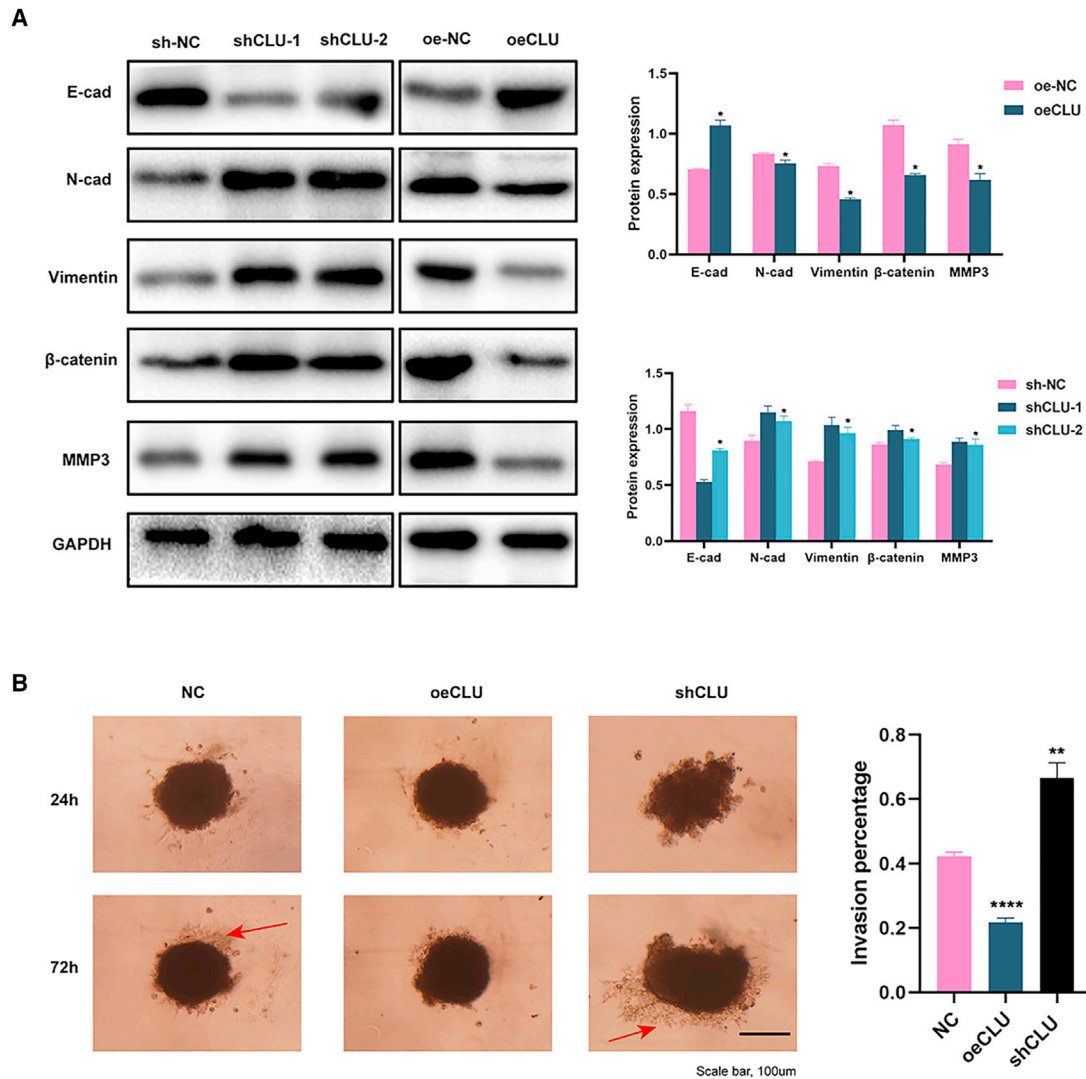 A
sh-NC shCLU-1 shCLU-2 oe-NC oeCLU
E-cad
N-cad
Vimentin
β-catenin
MMP3
GAPDH
Protein expression
1.5
1.0
0.5
0.0
E-cad N-cad Vimentin β-catenin MMP3
* * * * *
oe-NC
oeCLU
Protein expression
1.5
1.0
0.5
0.0
E-cad N-cad Vimentin β-catenin MMP3
* * * * *
sh-NC
shCLU-1
shCLU-2
B
NC oeCLU shCLU
24h
72h
Scale bar, 100um
Invasion percentage
0.8
0.6
0.4
0.2
0.0
****
**
NC oeCLU shCLU